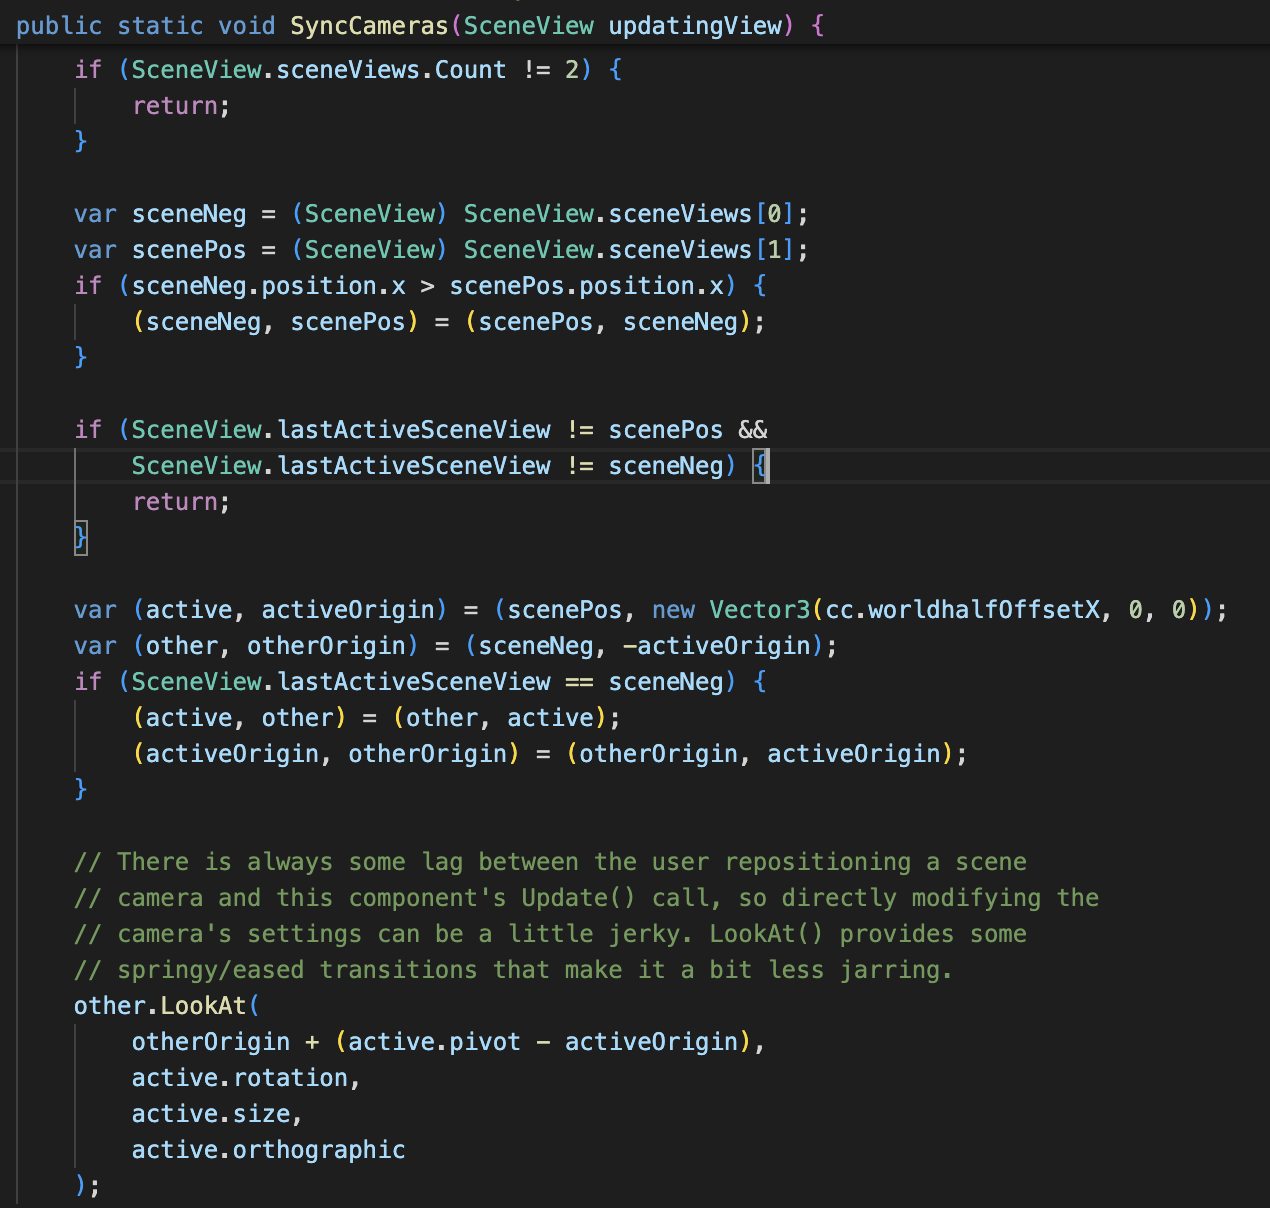 public static void SyncCameras(SceneView updatingView) {
    if (SceneView.sceneViews.Count != 2) {
        return;
    }

    var sceneNeg = (SceneView) SceneView.sceneViews[0];
    var scenePos = (SceneView) SceneView.sceneViews[1];
    if (sceneNeg.position.x > scenePos.position.x) {
        (sceneNeg, scenePos) = (scenePos, sceneNeg);
    }

    if (SceneView.lastActiveSceneView != scenePos &&
        SceneView.lastActiveSceneView != sceneNeg) {
        return;
    }

    var (active, activeOrigin) = (scenePos, new Vector3(cc.worldhalfOffsetX, 0, 0));
    var (other, otherOrigin) = (sceneNeg, -activeOrigin);
    if (SceneView.lastActiveSceneView == sceneNeg) {
        (active, other) = (other, active);
        (activeOrigin, otherOrigin) = (otherOrigin, activeOrigin);
    }

    // There is always some lag between the user repositioning a scene
    // camera and this component's Update() call, so directly modifying the
    // camera's settings can be a little jerky. LookAt() provides some
    // springy/eased transitions that make it a bit less jarring.
    other.LookAt(
        otherOrigin + (active.pivot - activeOrigin),
        active.rotation,
        active.size,
        active.orthographic
    );